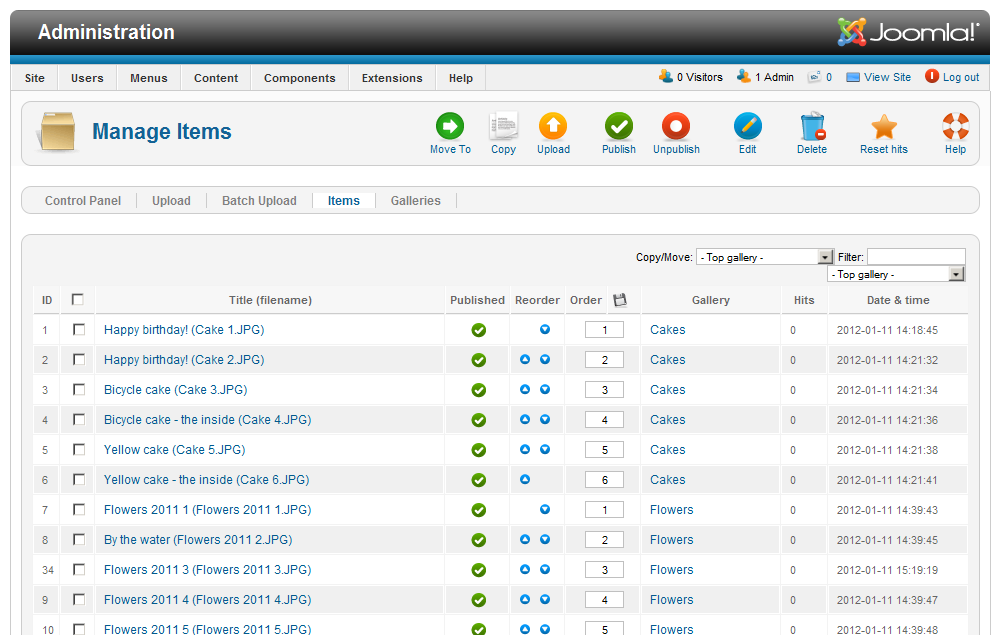 Administration
Joomla!
Site Users Menus Content Components Extensions Help 0 Visitors 1 Admin 0 View Site Log out
Manage Items
Move To Copy Upload Publish Unpublish Edit Delete Reset hits Help
Control Panel Upload Batch Upload Items Galleries
Copy/Move: - Top gallery - Filter:
- Top gallery -
ID Title (filename) Published Reorder Order Gallery Hits Date & time
1 Happy birthday! (Cake 1.JPG) 1 Cakes 0 2012-01-11 14:18:45
2 Happy birthday! (Cake 2.JPG) 2 Cakes 0 2012-01-11 14:21:32
3 Bicycle cake (Cake 3.JPG) 3 Cakes 0 2012-01-11 14:21:34
4 Bicycle cake - the inside (Cake 4.JPG) 4 Cakes 0 2012-01-11 14:21:36
5 Yellow cake (Cake 5.JPG) 5 Cakes 0 2012-01-11 14:21:38
6 Yellow cake - the inside (Cake 6.JPG) 6 Cakes 0 2012-01-11 14:21:41
7 Flowers 2011 1 (Flowers 2011 1.JPG) 1 Flowers 0 2012-01-11 14:39:43
8 By the water (Flowers 2011 2.JPG) 2 Flowers 0 2012-01-11 14:39:45
34 Flowers 2011 3 (Flowers 2011 3.JPG) 3 Flowers 0 2012-01-11 15:19:19
9 Flowers 2011 4 (Flowers 2011 4.JPG) 4 Flowers 0 2012-01-11 14:39:47
10 Flowers 2011 5 (Flowers 2011 5.JPG) 5 Flowers 0 2012-01-11 14:39:48